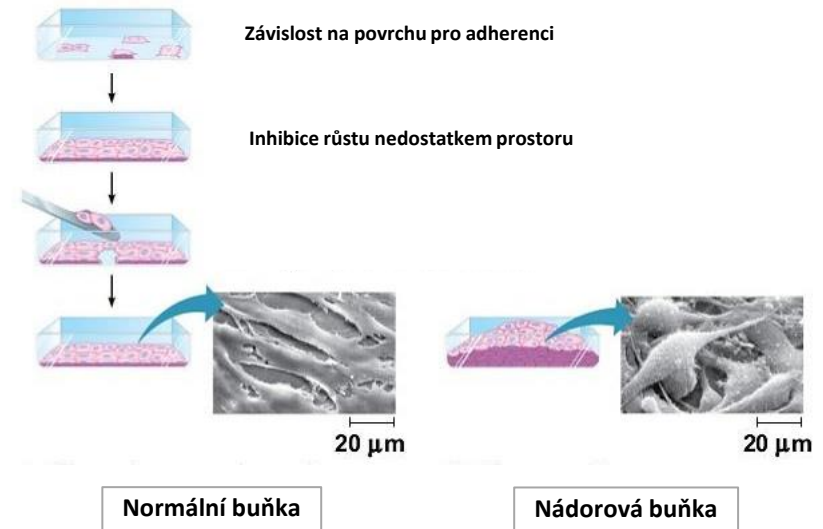 Závislost na povrchu pro adherenci
Inhibice růstu nedostatkem prostoru
20 µm
20 µm
Normální buňka
Nádorová buňka